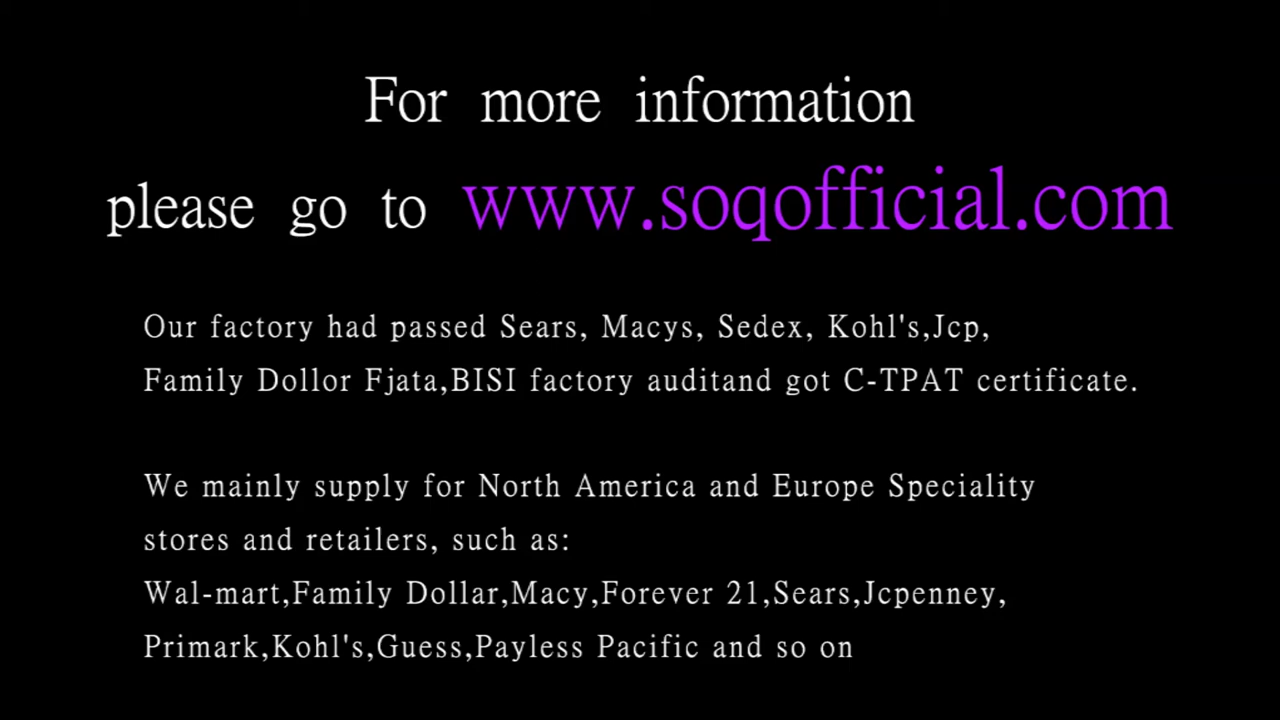 For more information
please go to www.soqofficial.com
Our factory had passed Sears, Macys, Sedex, Kohl's,Jcp,
Family Dollor Fjata,BISI factory auditand got C-TPAT certificate.
We mainly supply for North America and Europe Speciality
stores and retailers, such as:
Wal-mart,Family Dollar,Macy,Forever 21,Sears,Jcpenney,
Primark,Kohl's,Guess,Payless Pacific and so on